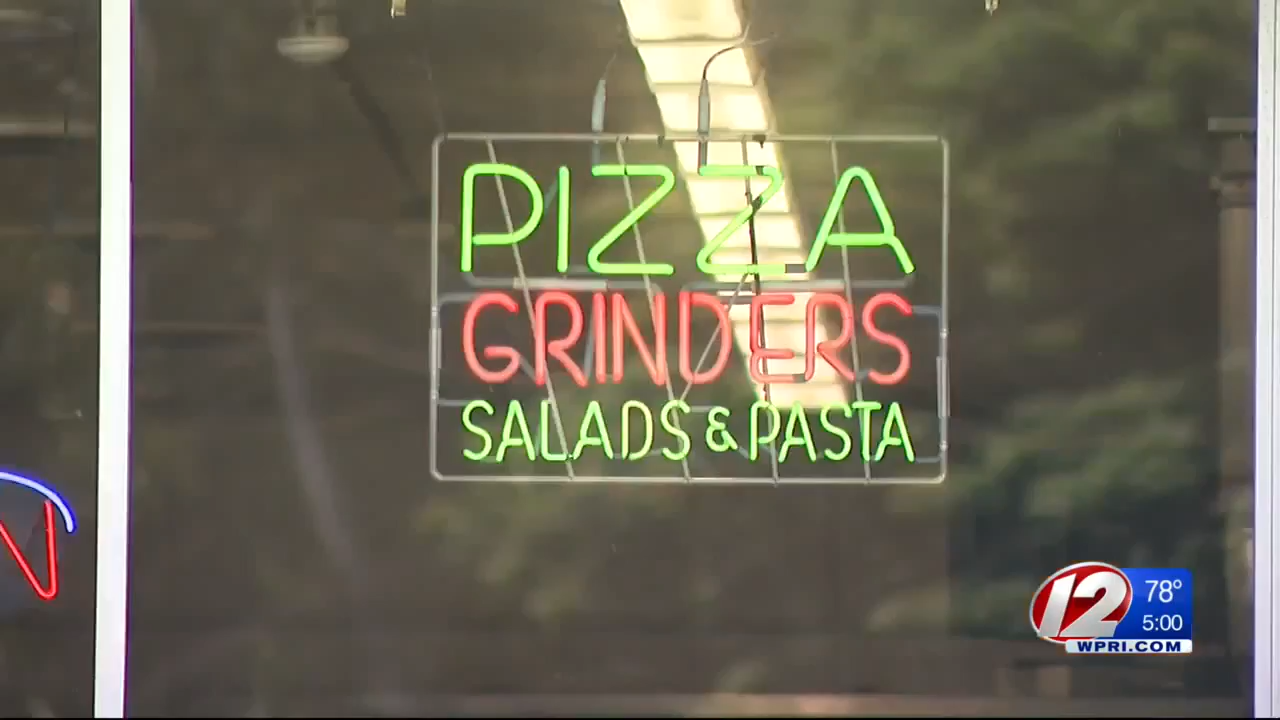 PIZZA
GRINDERS
SALADS & PASTA
N
12
78°
5:00
WPRI.COM